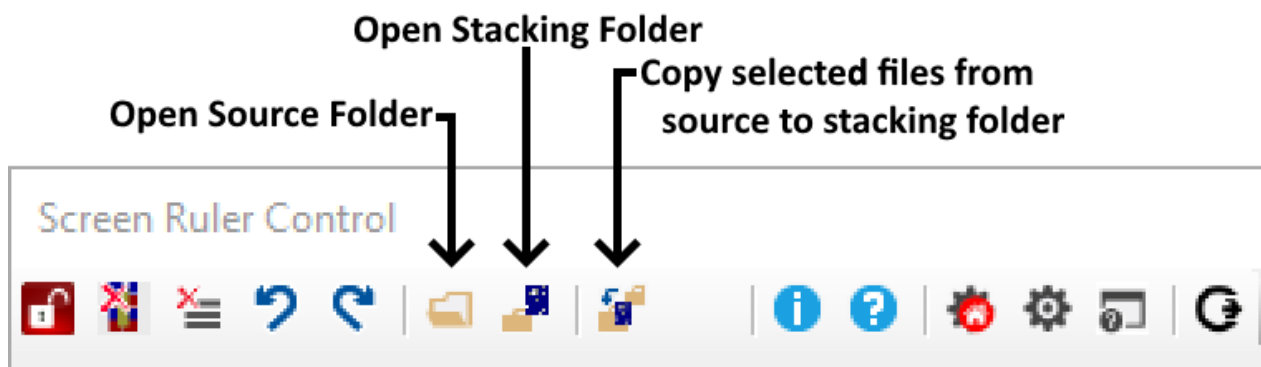 Open Stacking Folder
Copy selected files from
Open Source Folder
source to stacking folder
Screen Ruler Control